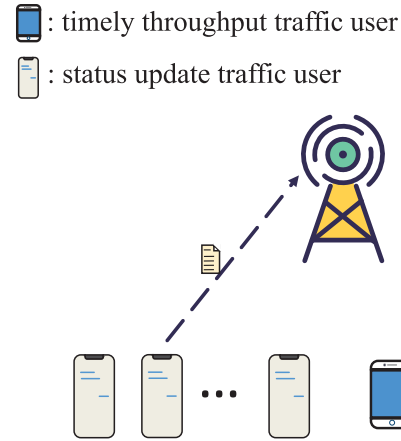 : timely throughput traffic user
: status update traffic user
...